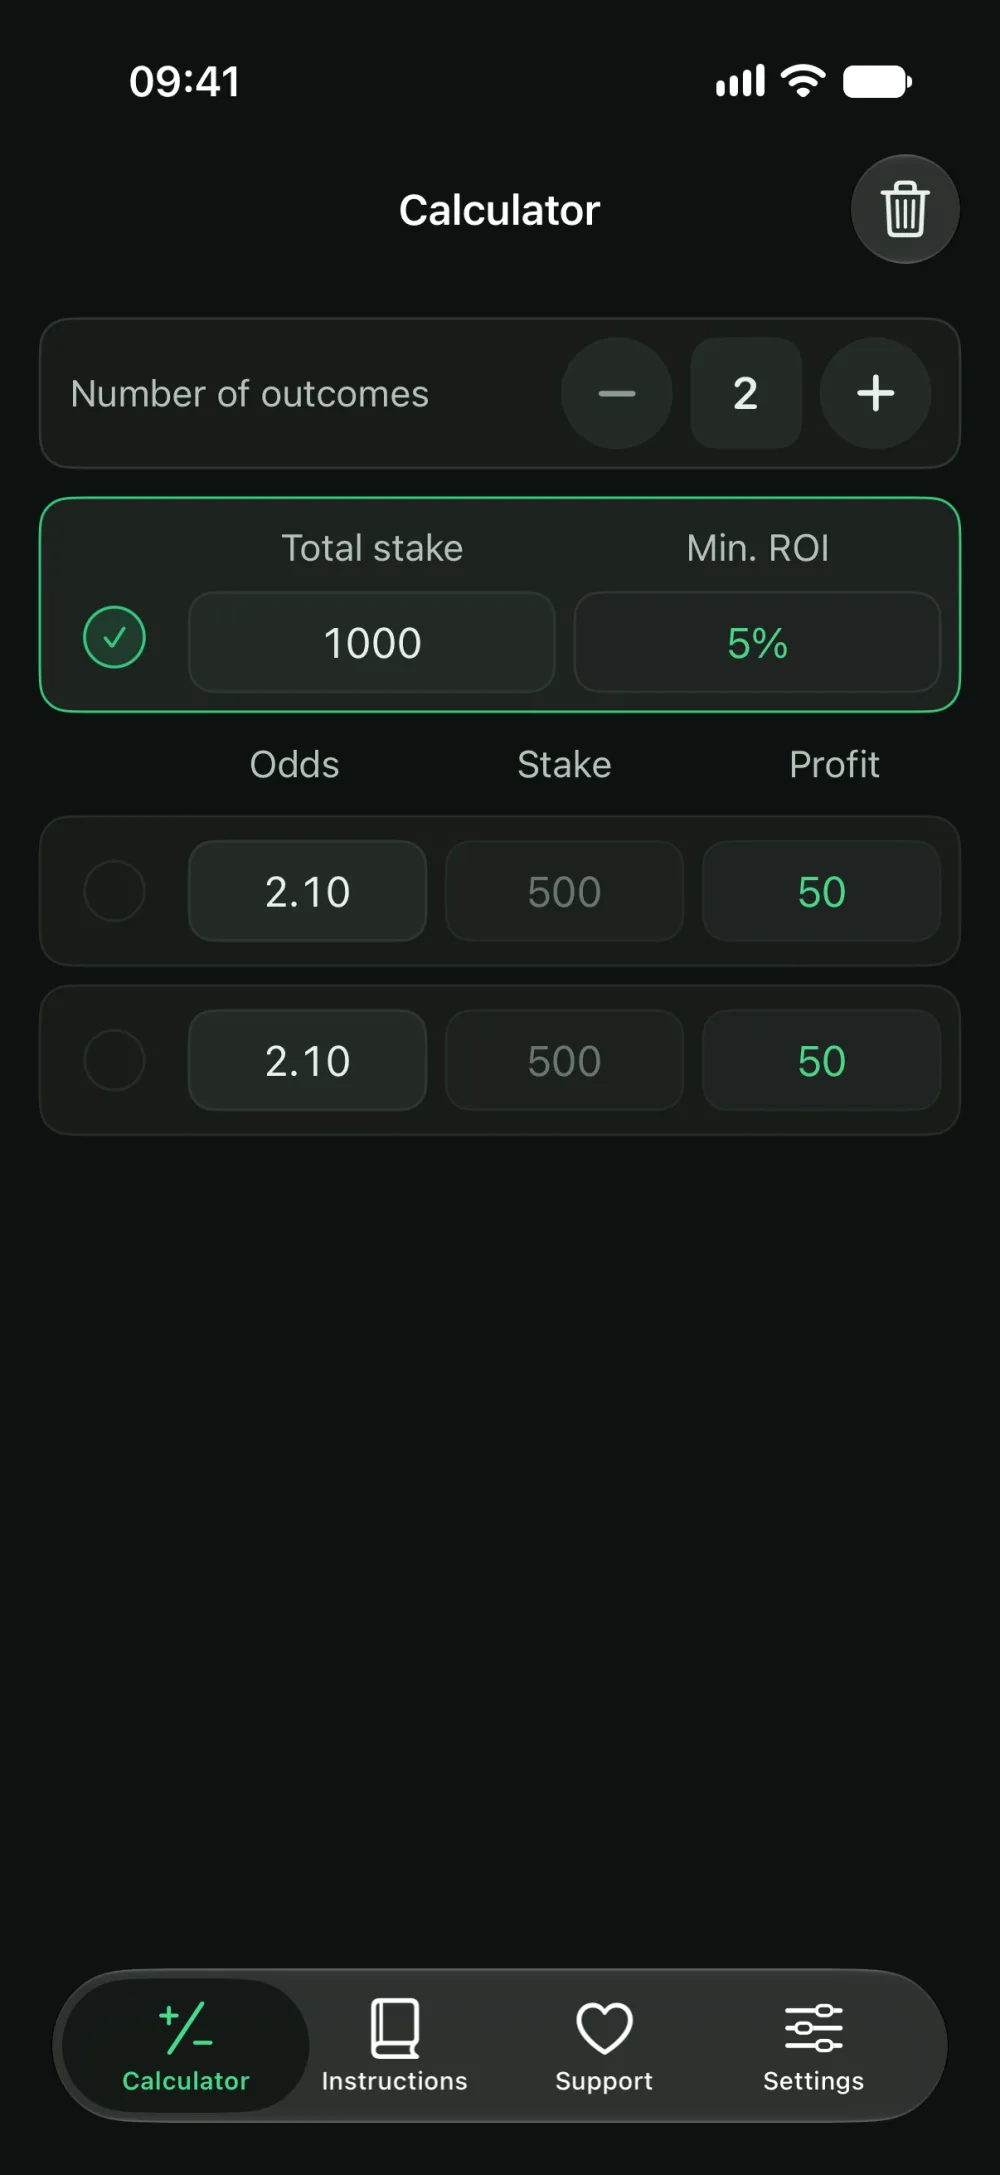 09:41
Calculator
Number of outcomes
2
Total stake Min. ROI
1000 5%
Odds Stake Profit
2.10 500 50
2.10 500 50
Calculator Instructions Support Settings